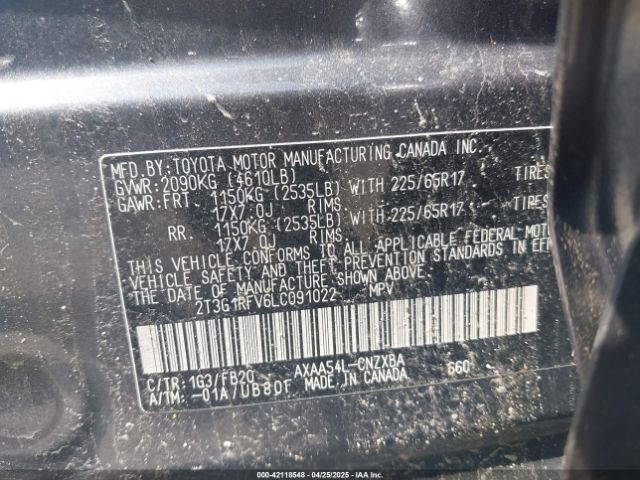 MFD.BY:TOYOTA MOTOR MANUFACTURING CANADA INC.
GVWR:2090KG (4610LB)
GAWR:FRT. 1150KG (2535LB) WITH 225/65R17 TIRES
17X7.0J RIMS
RR. 1150KG (2535LB) WITH 225/65R17 TIRES
17X7.0J RIMS
THIS VEHICLE CONFORMS TO ALL APPLICABLE FEDERAL MOTO
VEHICLE SAFETY AND THEFT PREVENTION STANDARDS IN EFF
THE DATE OF MANUFACTURE SHOWN ABOVE.
2T3G1RFV6LC091022 MPV
C/TR: 1G3/FB20 AXAA54L-CNZXBA 660
A/TM: -01A/UB80F MADE IN CANADA
000-42118548 - 04/25/2025 - IAA Inc.